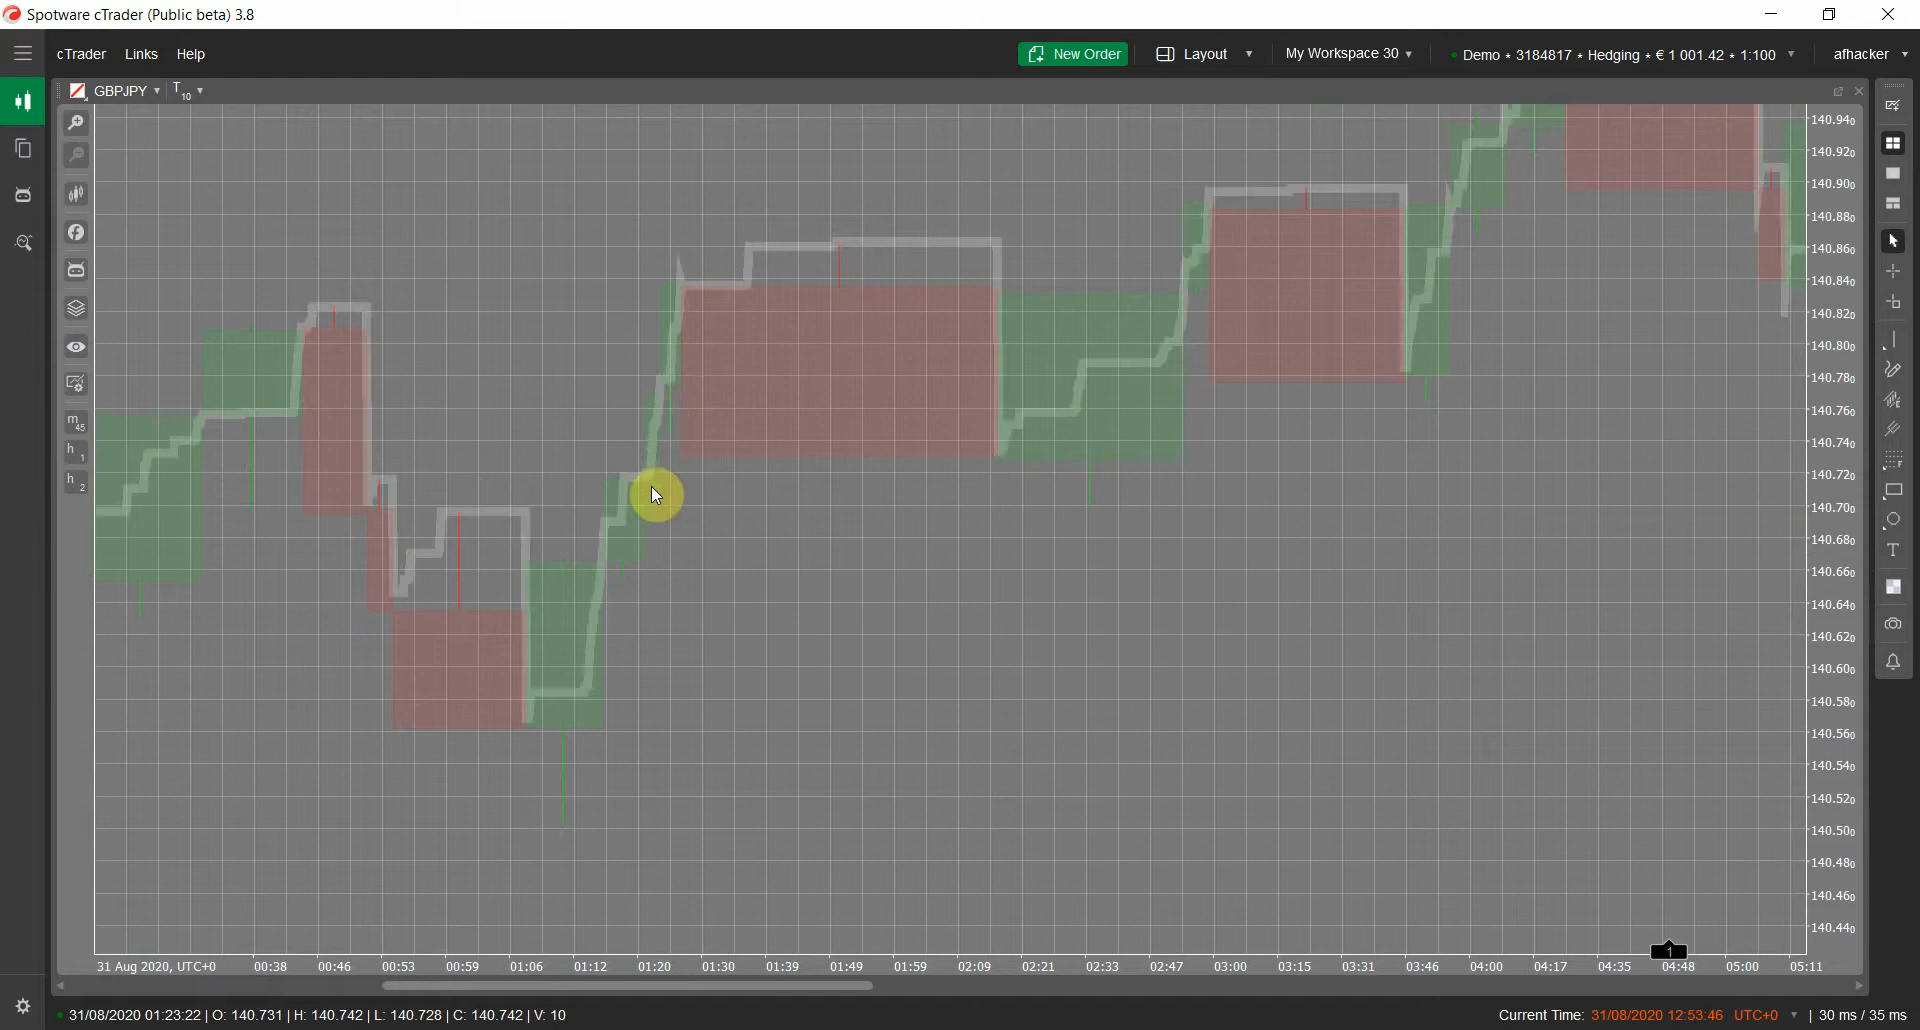 Spotware cTrader (Public beta) 3.8
cTrader Links Help
New Order
Layout
My Workspace 30
Demo • 3184817 • Hedging • € 1 001.42 • 1:100
afhacker
GBPJPY
T10
m45
h1
h2
140.940
140.920
140.900
140.880
140.860
140.840
140.820
140.800
140.780
140.760
140.740
140.720
140.700
140.680
140.660
140.640
140.620
140.600
140.580
140.560
140.540
140.520
140.500
140.480
140.460
140.440
T
1
31 Aug 2020, UTC+0 00:38 00:46 00:53 00:59 01:06 01:12 01:20 01:30 01:39 01:49 01:59 02:09 02:21 02:33 02:47 03:00 03:15 03:31 03:46 04:00 04:17 04:35 04:48 05:00 05:11
31/08/2020 01:23:22 | O: 140.731 | H: 140.742 | L: 140.728 | C: 140.742 | V: 10
Current Time: 31/08/2020 12:53:46 UTC+0 | 30 ms / 35 ms